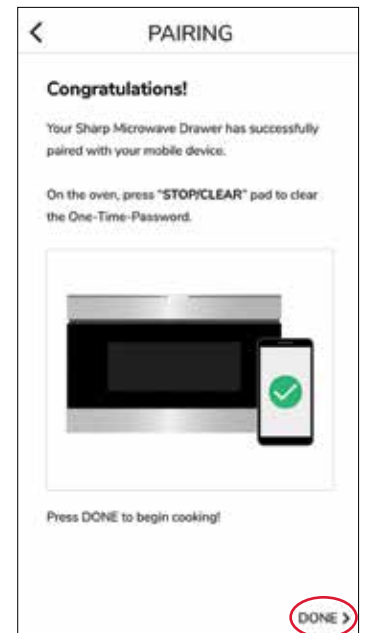 PAIRING
Congratulations!
Your Sharp Microwave Drawer has successfully
paired with your mobile device.
On the oven, press "STOP/CLEAR" pad to clear
the One-Time-Password.
Press DONE to begin cooking!
DONE